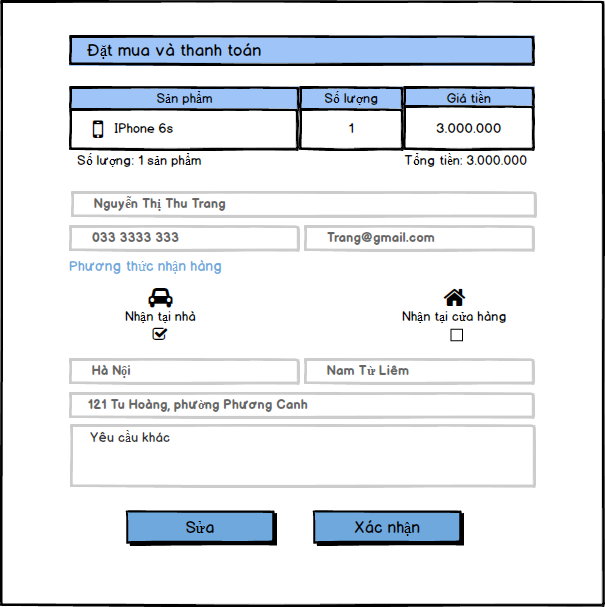 Đặt mua và thanh toán
Sản phẩm Số lượng Giá tiền
IPhone 6s 1 3.000.000
Số lượng: 1 sản phẩm Tổng tiền: 3.000.000
Nguyễn Thị Thu Trang
033 3333 333 Trang@gmail.com
Phương thức nhận hàng
Nhận tại nhà Nhận tại cửa hàng
Hà Nội Nam Từ Liêm
121 Tu Hoàng, phường Phương Canh
Yêu cầu khác
Sửa Xác nhận